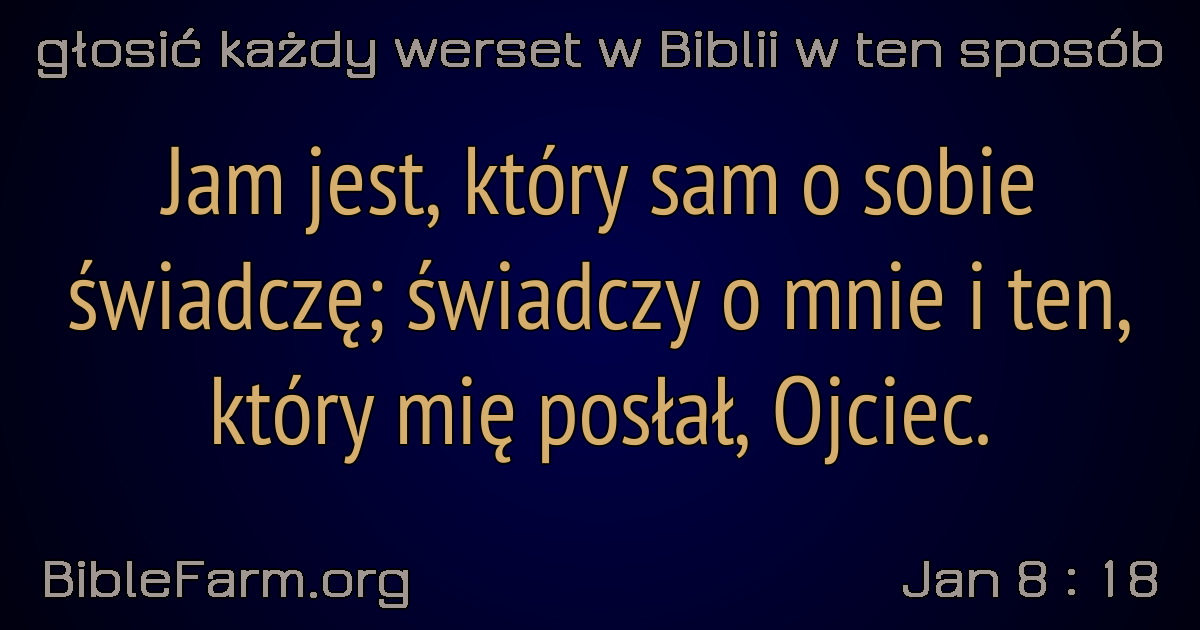 głosić każdy werset w Biblii w ten sposób
Jam jest, który sam o sobie
świadczę; świadczy o mnie i ten,
który mię posłał, Ojciec.
BibleFarm.org
Jan 8 : 18